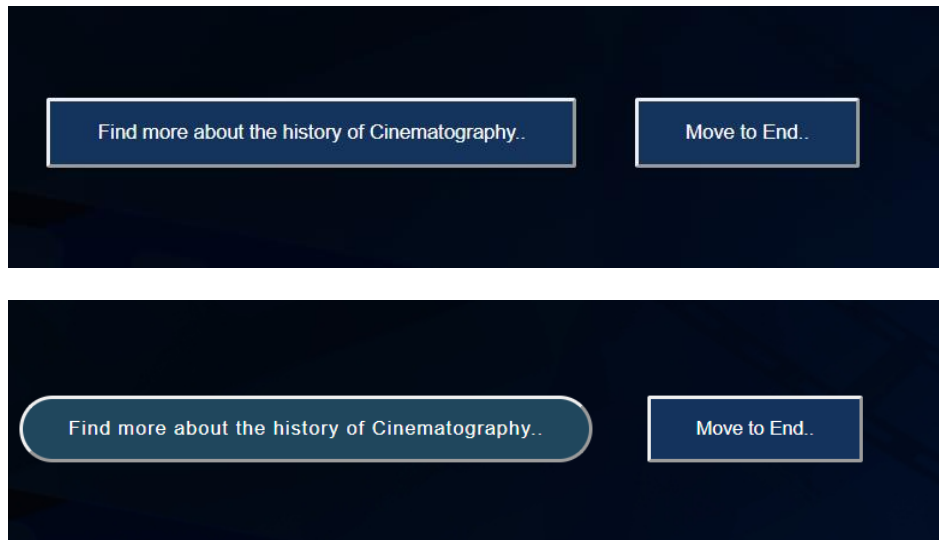 Find more about the history of Cinematography..
Move to End..
Find more about the history of Cinematography..
Move to End..